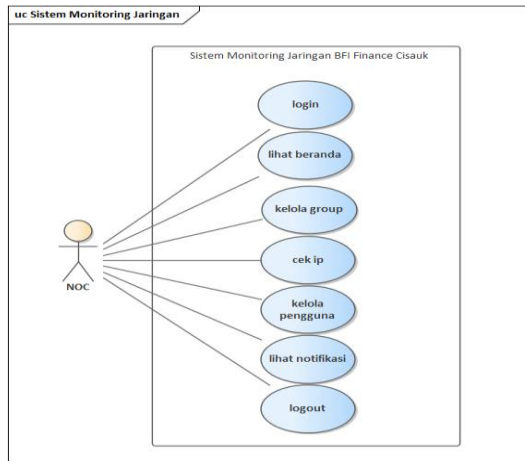 uc Sistem Monitoring Jaringan
Sistem Monitoring Jaringan BFI Finance Cisauk
login
lihat beranda
kelola group
cek ip
kelola
pengguna
lihat notifikasi
logout
NOC